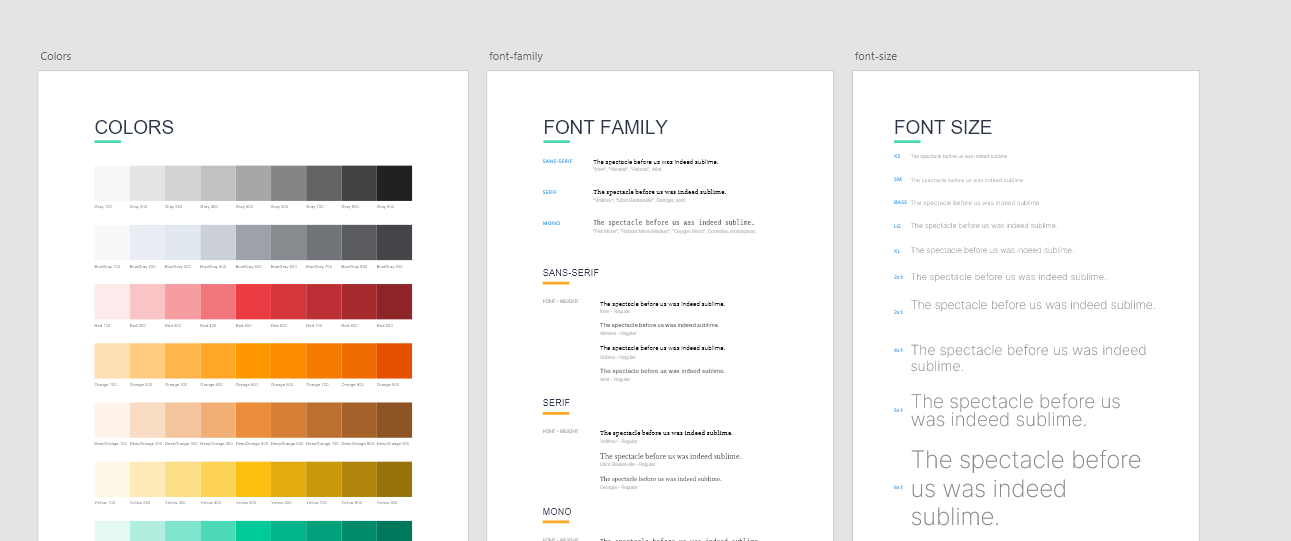 Colors
COLORS
Gray 100 Gray 200 Gray 300 Gray 400 Gray 500 Gray 600 Gray 700 Gray 800 Gray 900
BlueGray 100 BlueGray 200 BlueGray 300 BlueGray 400 BlueGray 500 BlueGray 600 BlueGray 700 BlueGray 800 BlueGray 900
Red 100 Red 200 Red 300 Red 400 Red 500 Red 600 Red 700 Red 800 Red 900
Orange 100 Orange 200 Orange 300 Orange 400 Orange 500 Orange 600 Orange 700 Orange 800 Orange 900
DeepOrange 100 DeepOrange 200 DeepOrange 300 DeepOrange 400 DeepOrange 500 DeepOrange 600 DeepOrange 700 DeepOrange 800 DeepOrange 900
Yellow 100 Yellow 200 Yellow 300 Yellow 400 Yellow 500 Yellow 600 Yellow 700 Yellow 800 Yellow 900
font-family
FONT FAMILY
SANS-SERIF The spectacle before us was indeed sublime.
"Roboto", Arial,
SERIF The spectacle before us was indeed sublime.
"Volkhov", "Libre Baskerville", Georgia, serif;
MONO The spectacle before us was indeed sublime.
"Fira Mono", "Roboto Mono Medium", "Oxygen Mono", Consolas, monospace;
SANS-SERIF
FONT - WEIGHT The spectacle before us was indeed sublime.
Inter - Regular
The spectacle before us was indeed sublime.
- Regular
The spectacle before us was indeed sublime.
Roboto - Regular
The spectacle before us was indeed sublime.
Arial - Regular
SERIF
FONT - WEIGHT The spectacle before us was indeed sublime.
Volkhov - Regular
The spectacle before us was indeed sublime.
Libre Baskerville - Regular
The spectacle before us was indeed sublime.
Georgia - Regular
MONO
FONT - WEIGHT The spectacle before us was indeed sublime.
font-size
FONT SIZE
XS The spectacle before us was indeed sublime
SM The spectacle before us was indeed sublime
BASE The spectacle before us was indeed sublime.
LG The spectacle before us was indeed sublime.
XL The spectacle before us was indeed sublime.
2x1 The spectacle before us was indeed sublime.
3x1 The spectacle before us was indeed sublime.
4x1 The spectacle before us was indeed
sublime.
5x1 The spectacle before us
was indeed sublime.
6x1 The spectacle before
us was indeed
sublime.